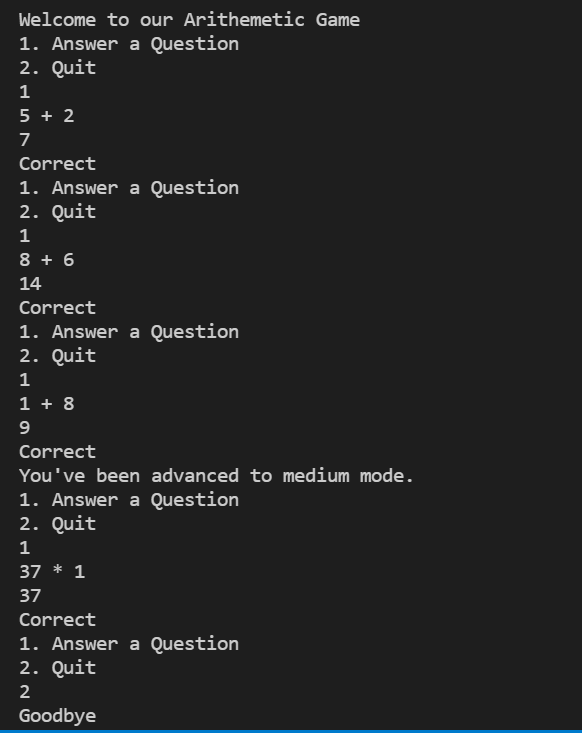 Welcome to our Arithemetic Game
1. Answer a Question
2. Quit
1
5 + 2
7
Correct
1. Answer a Question
2. Quit
1
8 + 6
14
Correct
1. Answer a Question
2. Quit
1
1 + 8
9
Correct
You've been advanced to medium mode.
1. Answer a Question
2. Quit
1
37 * 1
37
Correct
1. Answer a Question
2. Quit
2
Goodbye